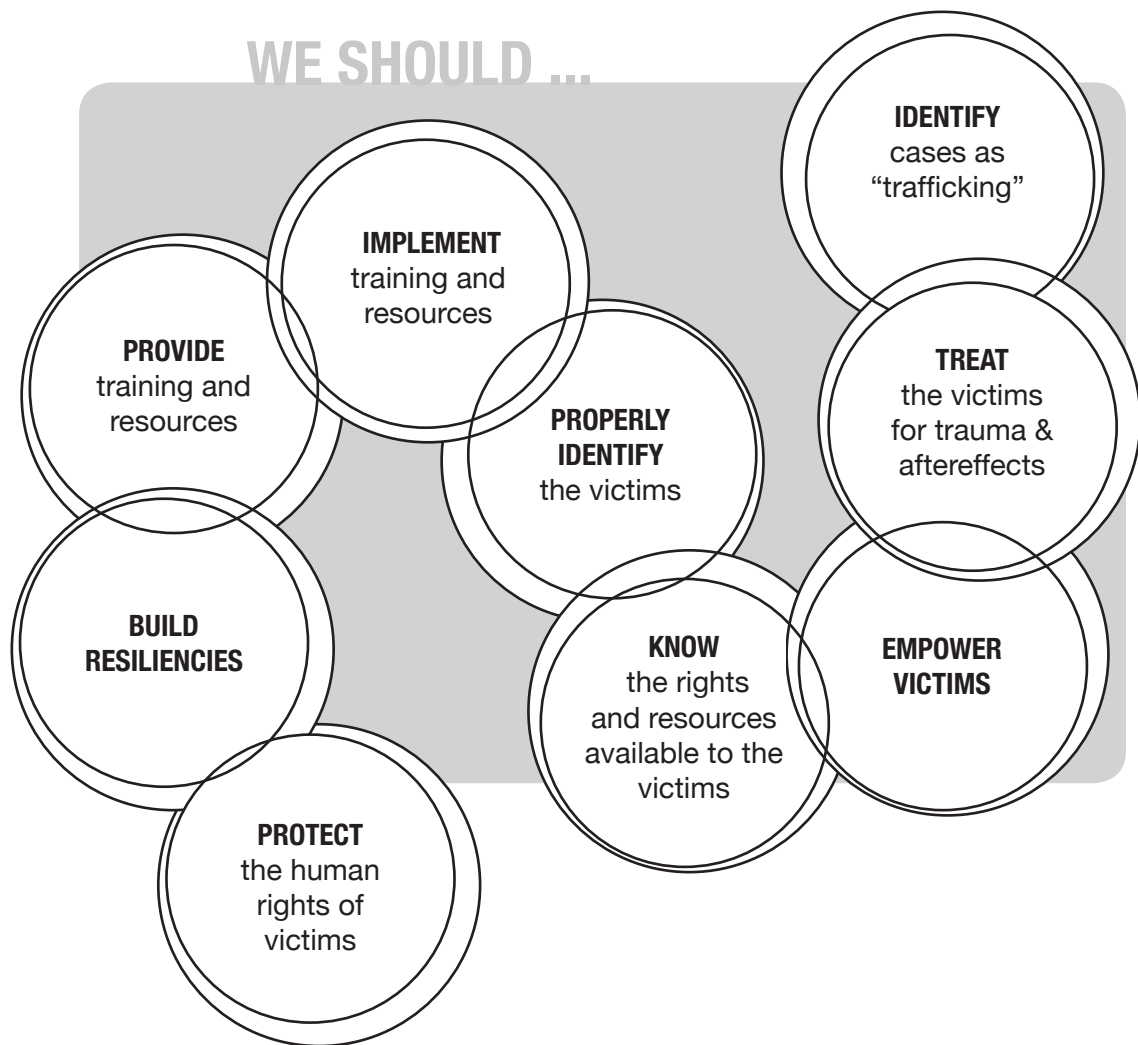 WE SHOULD ...
IDENTIFY
cases as
“trafficking”
IMPLEMENT
training and
resources
PROVIDE
training and
resources
TREAT
the victims
for trauma &
aftereffects
PROPERLY
IDENTIFY
the victims
BUILD
RESILIENCIES
KNOW
the rights
and resources
available to the
victims
EMPOWER
VICTIMS
PROTECT
the human
rights of
victims